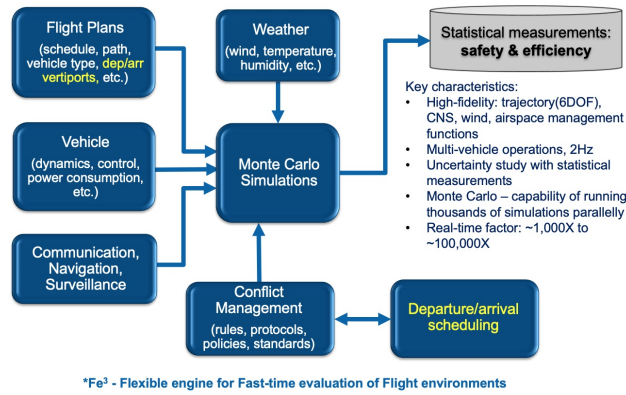 Flight Plans
(schedule, path,
vehicle type, dep/arr
vertiports, etc.)
Weather
(wind, temperature,
humidity, etc.)
Statistical measurements:
safety & efficiency
Key characteristics:
• High-fidelity: trajectory(6DOF),
CNS, wind, airspace management
functions
• Multi-vehicle operations, 2Hz
• Uncertainty study with statistical
measurements
• Monte Carlo – capability of running
thousands of simulations parallelly
• Real-time factor: ~1,000X to
~100,000X
Vehicle
(dynamics, control,
power consumption,
etc.)
Monte Carlo
Simulations
Communication,
Navigation,
Surveillance
Conflict
Management
(rules, protocols,
policies, standards)
Departure/arrival
scheduling
*Fe³ - Flexible engine for Fast-time evaluation of Flight environments